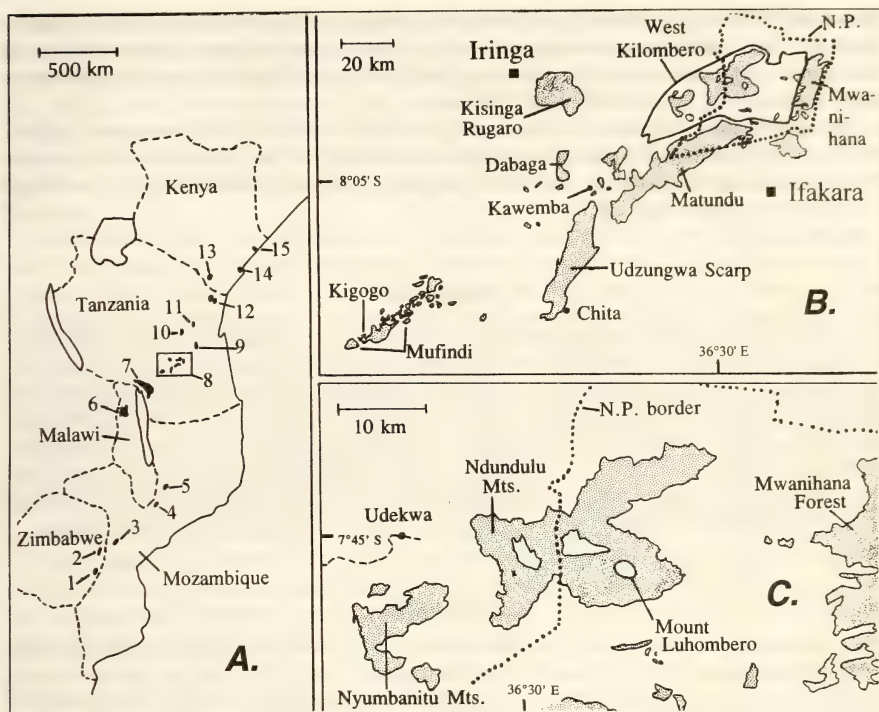 500 km
Kenya
13
15
14
Tanzania
11
12
10
9
7
8
6
Malawi
5
4
Zimbabwe
3
2
1
Mozambique
A.
20 km
West
Kilombero
N.P.
Iringa
Kisinga
Rugaro
Mwa-
ni-
hana
Dabaga
8°05' S
Kawemba
Matundu
Ifakara
Udzungwa Scarp
Kigogo
Chita
B.
Mufindi
36°30' E
10 km
N.P. border
Ndundulu
Mts.
Mwanihana
Forest
Udekwa
7°45' S
C.
Mount
Luhombero
Nyumbanitu Mts.
36°30' E